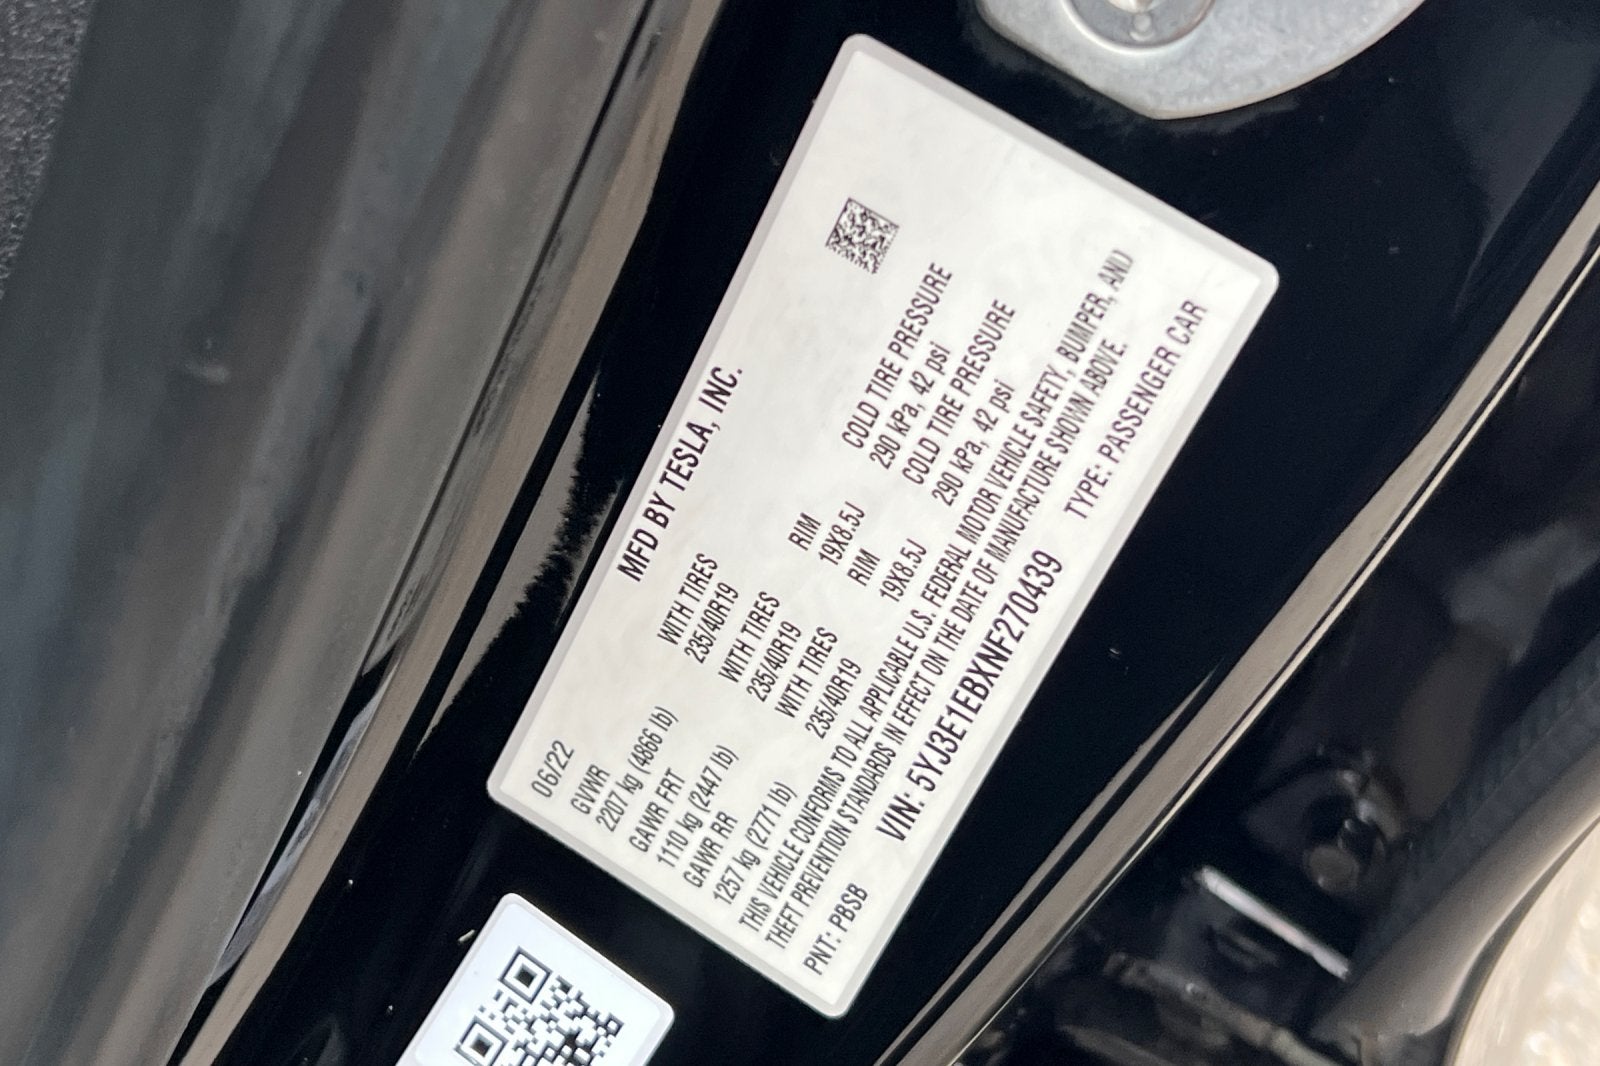 MFD BY TESLA, INC.
06/22
GVWR WITH TIRES RIM COLD TIRE PRESSURE
2207 kg (4866 lb) 235/40R19 19X8.5J 290 kPa, 42 psi
GAWR FRT WITH TIRES RIM COLD TIRE PRESSURE
1110 kg (2447 lb) 235/40R19 19X8.5J 290 kPa, 42 psi
GAWR RR WITH TIRES
1257 kg (2771 lb) 235/40R19
THIS VEHICLE CONFORMS TO ALL APPLICABLE U.S. FEDERAL MOTOR VEHICLE SAFETY, BUMPER, AND
THEFT PREVENTION STANDARDS IN EFFECT ON THE DATE OF MANUFACTURE SHOWN ABOVE.
VIN: 5YJ3E1EBXNF270439 TYPE: PASSENGER CAR
PNT: PBSB